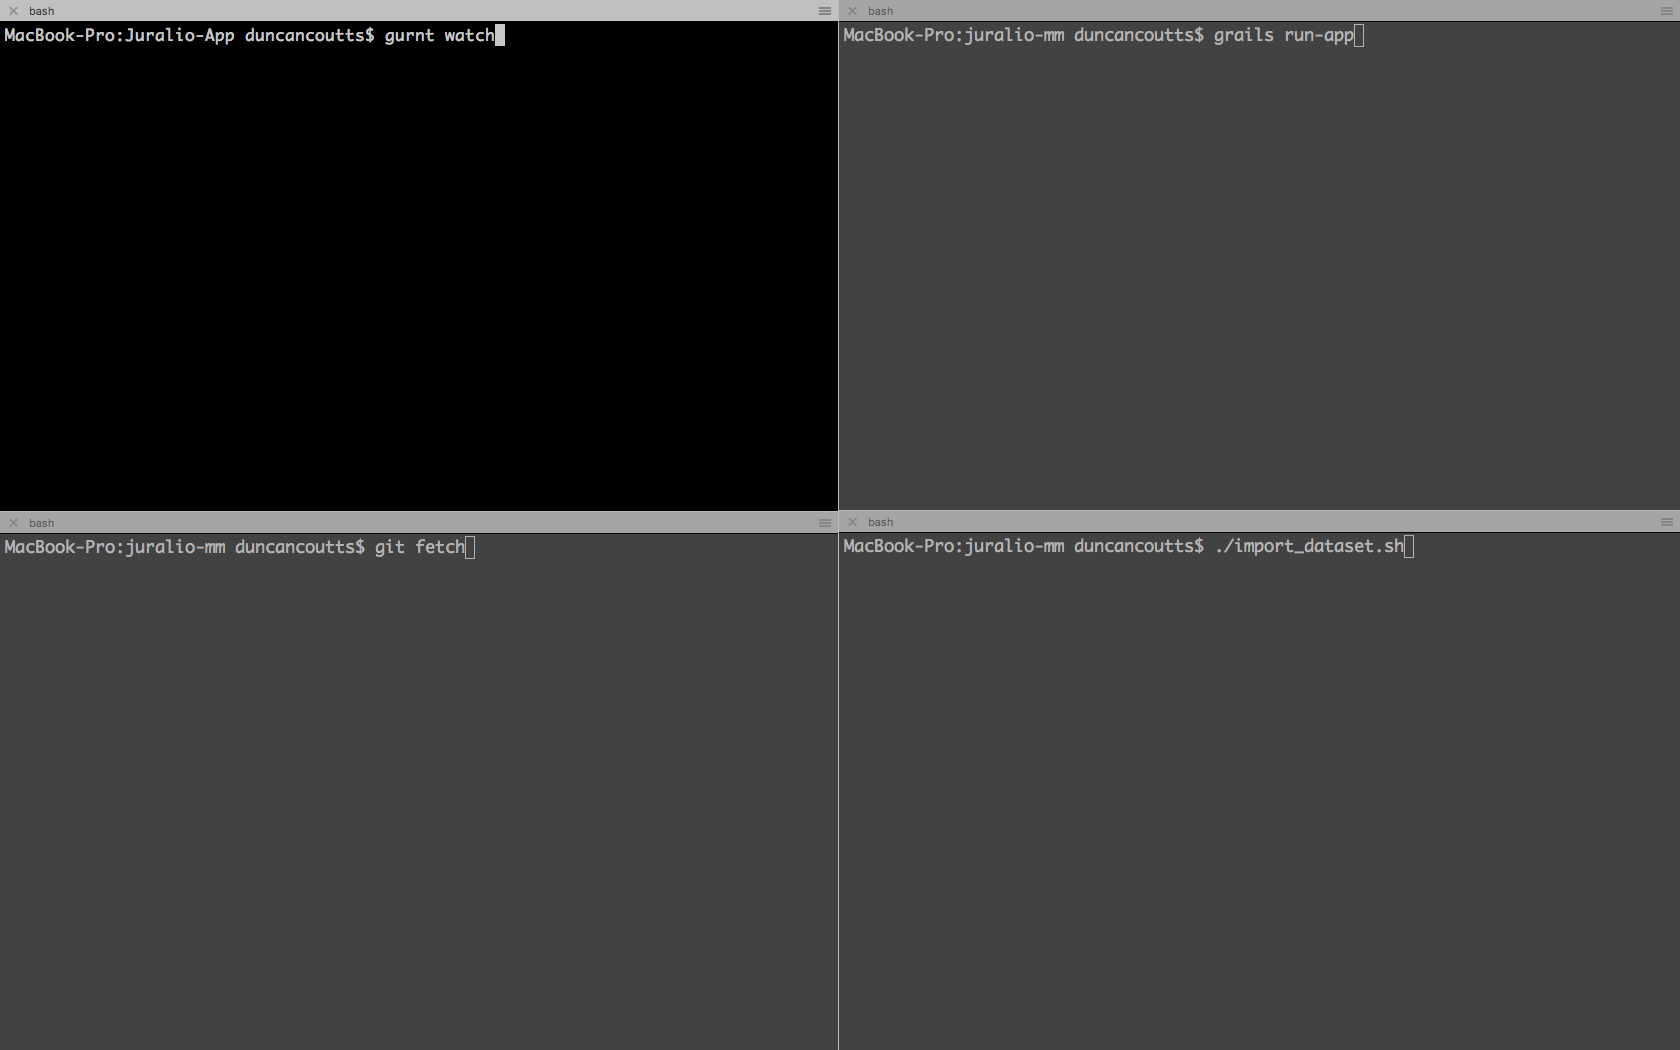 bash
MacBook-Pro:Juralio-App duncancoutts$ gurnt watch
bash
MacBook-Pro:juralio-mm duncancoutts$ grails run-app
bash
MacBook-Pro:juralio-mm duncancoutts$ git fetch
bash
MacBook-Pro:juralio-mm duncancoutts$ ./import_dataset.sh